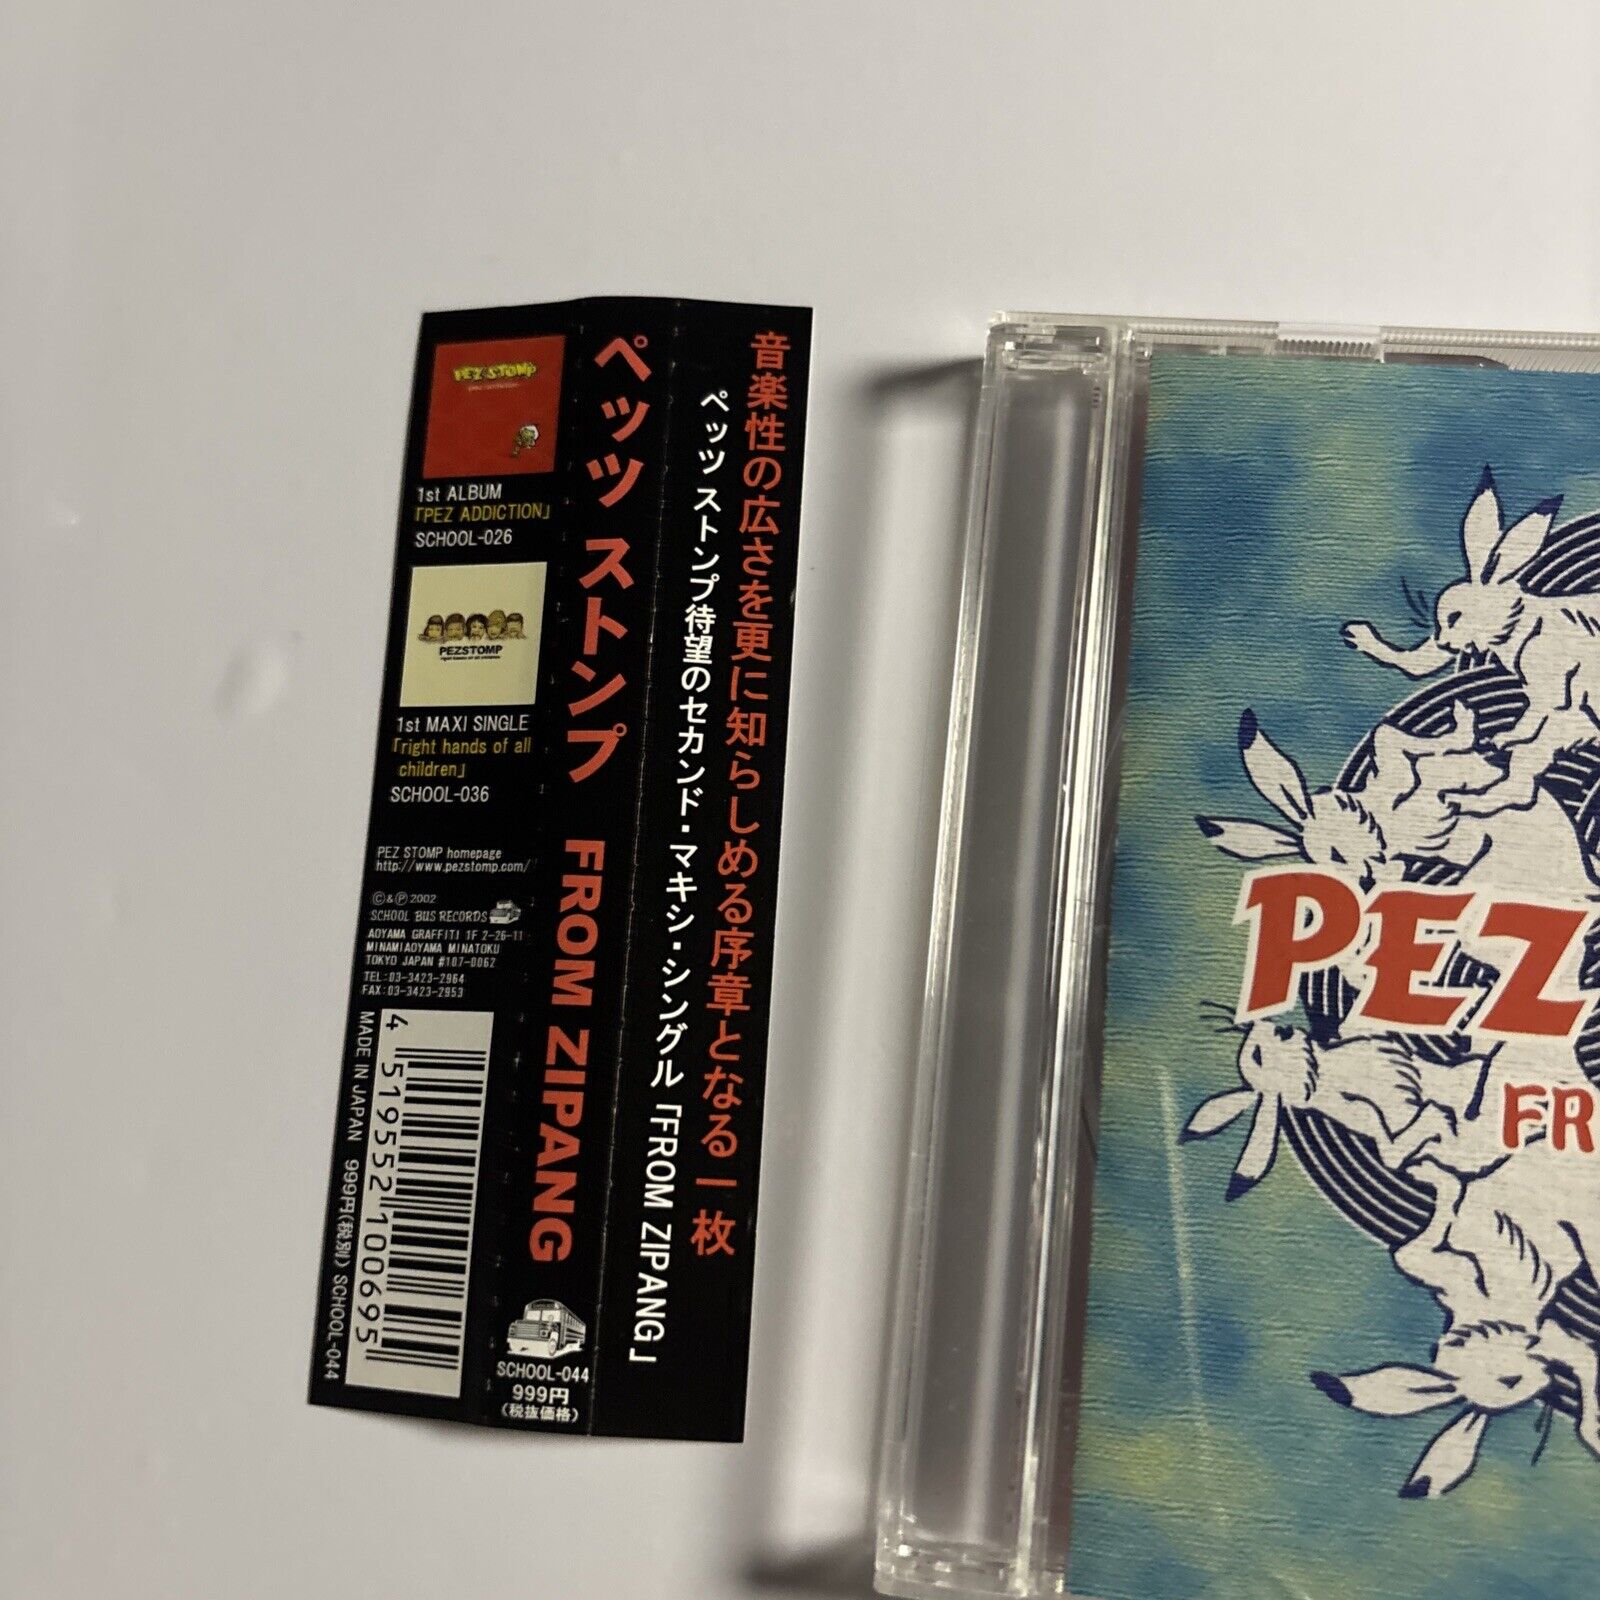 音楽性の広さを更に知らしめる序章となる一枚
ペッツ ストンプ待望のセカンド・マキシ・シングル「FROM ZIPANG」
ペッツ ストンプ FROM ZIPANG
SCHOOL-044
999円
(税抜価格)
PEZ STOMP
1st ALBUM
「PEZ ADDICTION」
SCHOOL-026
PEZSTOMP
right hands of all children
1st MAXI SINGLE
「right hands of all
children」
SCHOOL-036
PEZ STOMP homepage
http://www.pezstomp.com/
©&℗2002
SCHOOL BUS RECORDS
AOYAMA GRAFFITI 1F 2-26-11
MINAMIAOYAMA MINATOKU
TOKYO JAPAN #107-0062
TEL:03-3423-2964
FAX:03-3423-2953
4 519552 100695
MADE IN JAPAN 999円(税別) SCHOOL-044
PEZ
FR